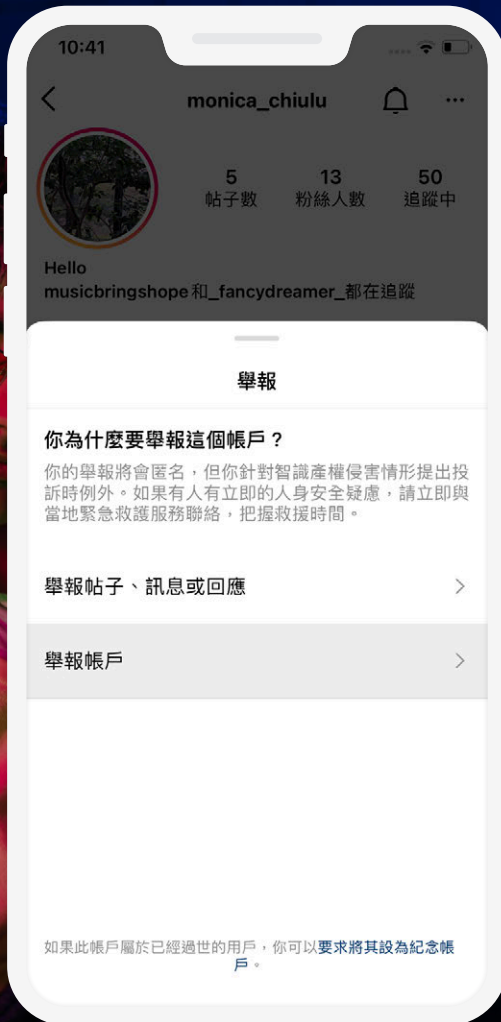 10:41
monica_chiulu
5 13 50
帖子數 粉絲人數 追蹤中
Hello
musicbringshope和_fancydreamer_都在追蹤
舉報
你為什麼要舉報這個帳戶？
你的舉報將會匿名，但你針對智識產權侵害情形提出投
訴時例外。如果有人有立即的人身安全疑慮，請立即與
當地緊急救護服務聯絡，把握救援時間。
舉報帖子、訊息或回應
舉報帳戶
如果此帳戶屬於已經過世的用戶，你可以要求將其設為紀念帳
戶。